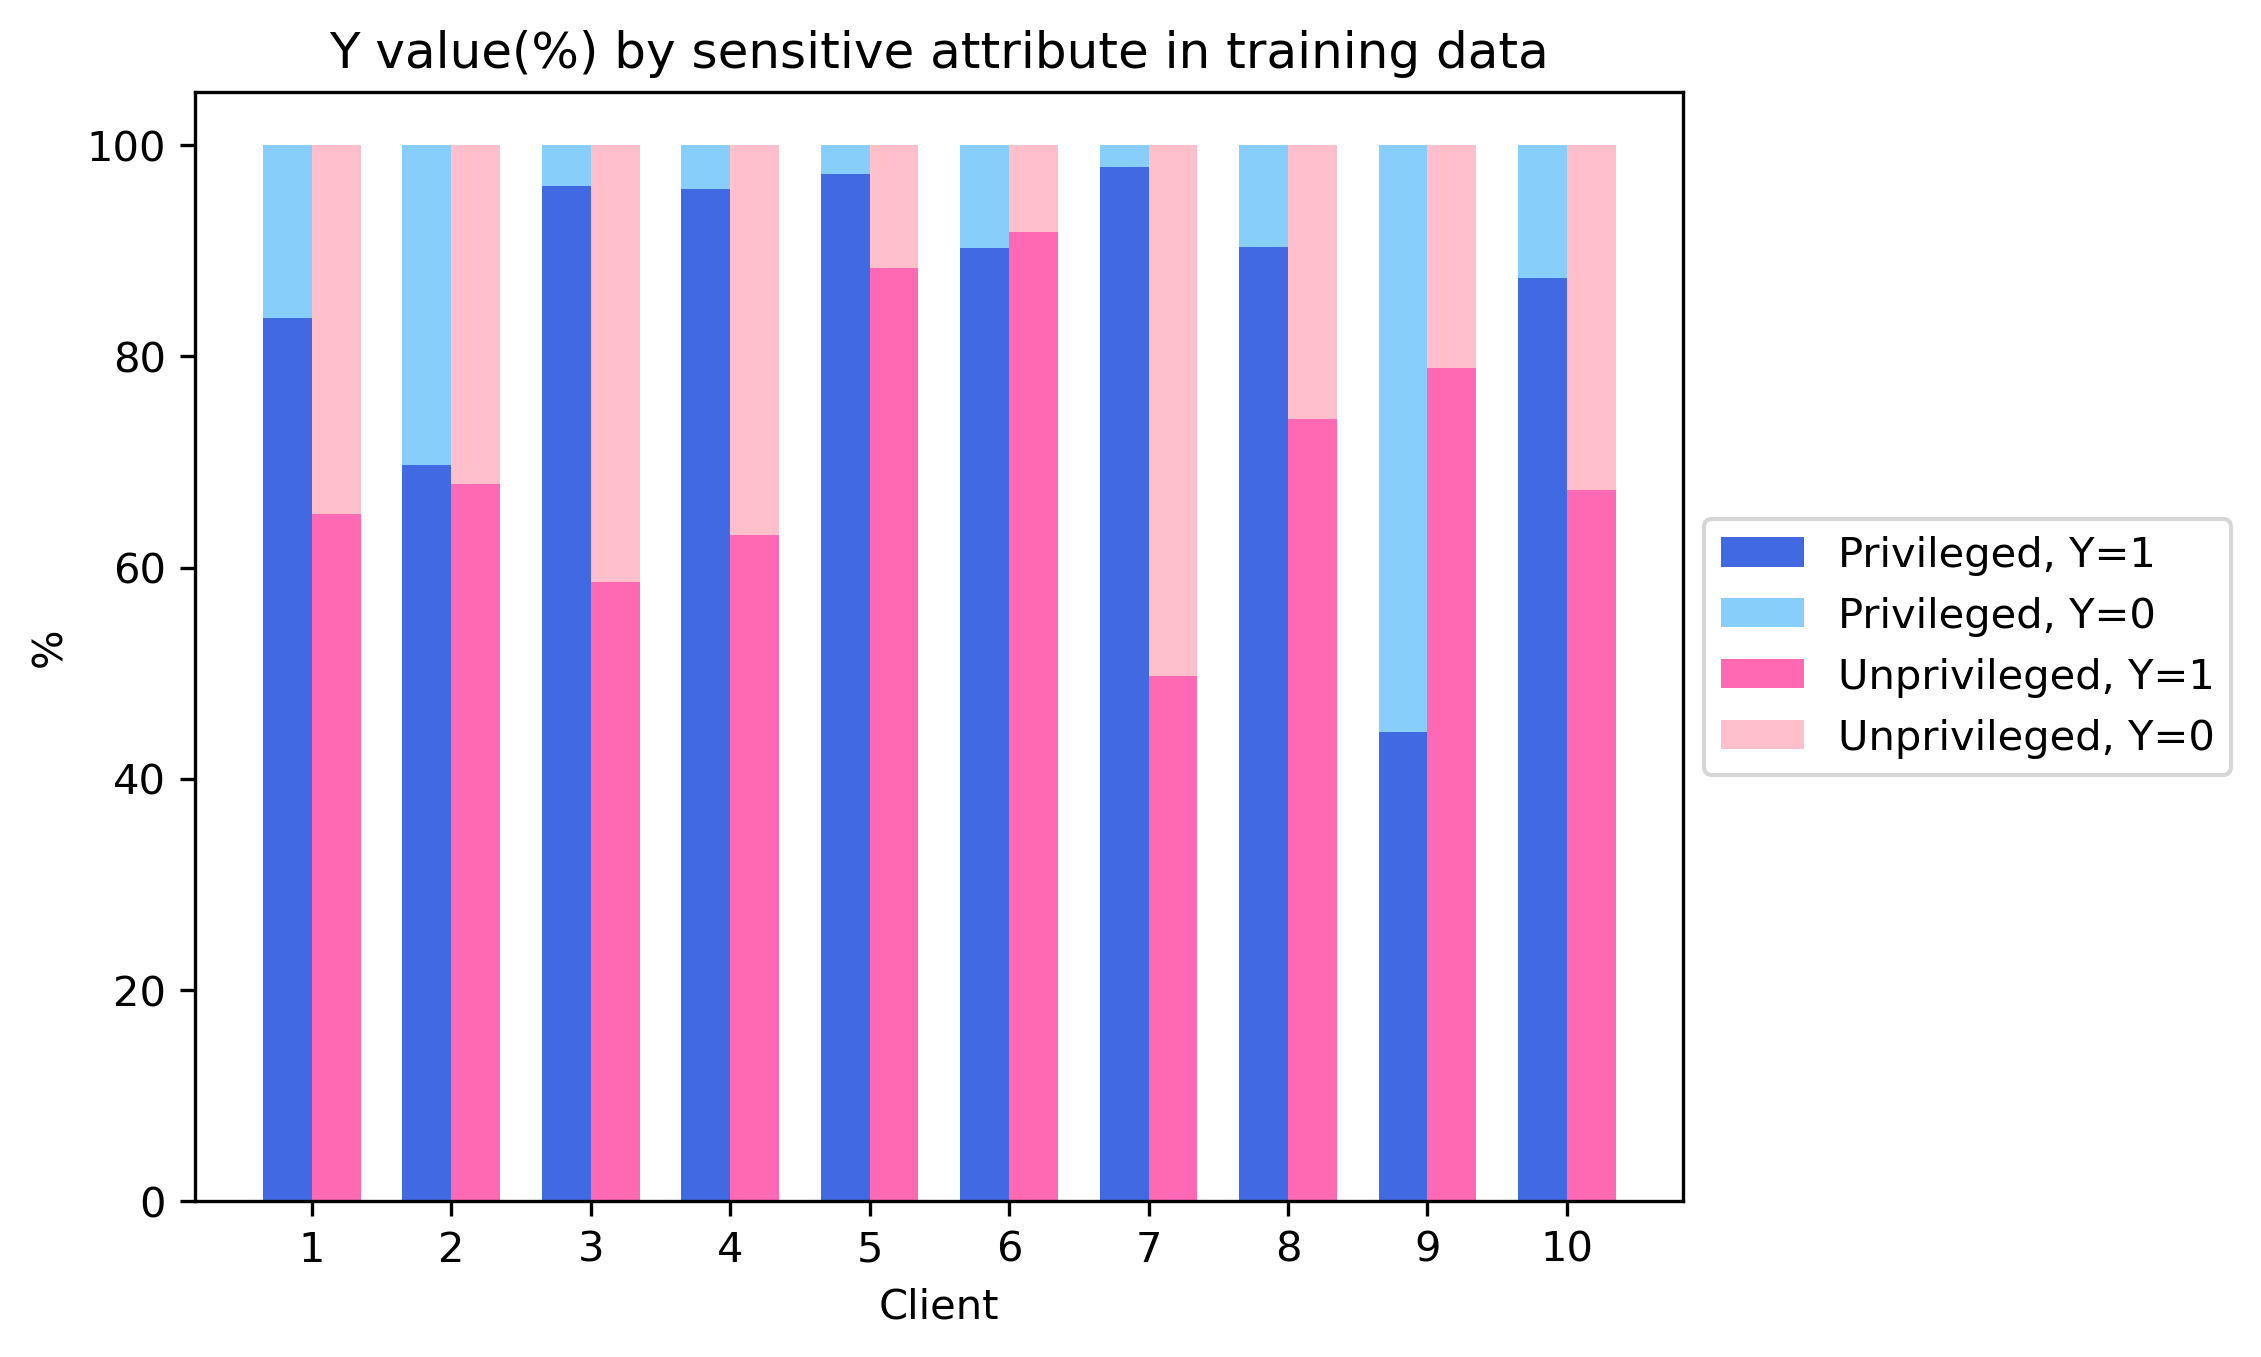 Y value(%) by sensitive attribute in training data
100
80
60
40
20
0
%
1 2 3 4 5 6 7 8 9 10
Client
Privileged, Y=1
Privileged, Y=0
Unprivileged, Y=1
Unprivileged, Y=0